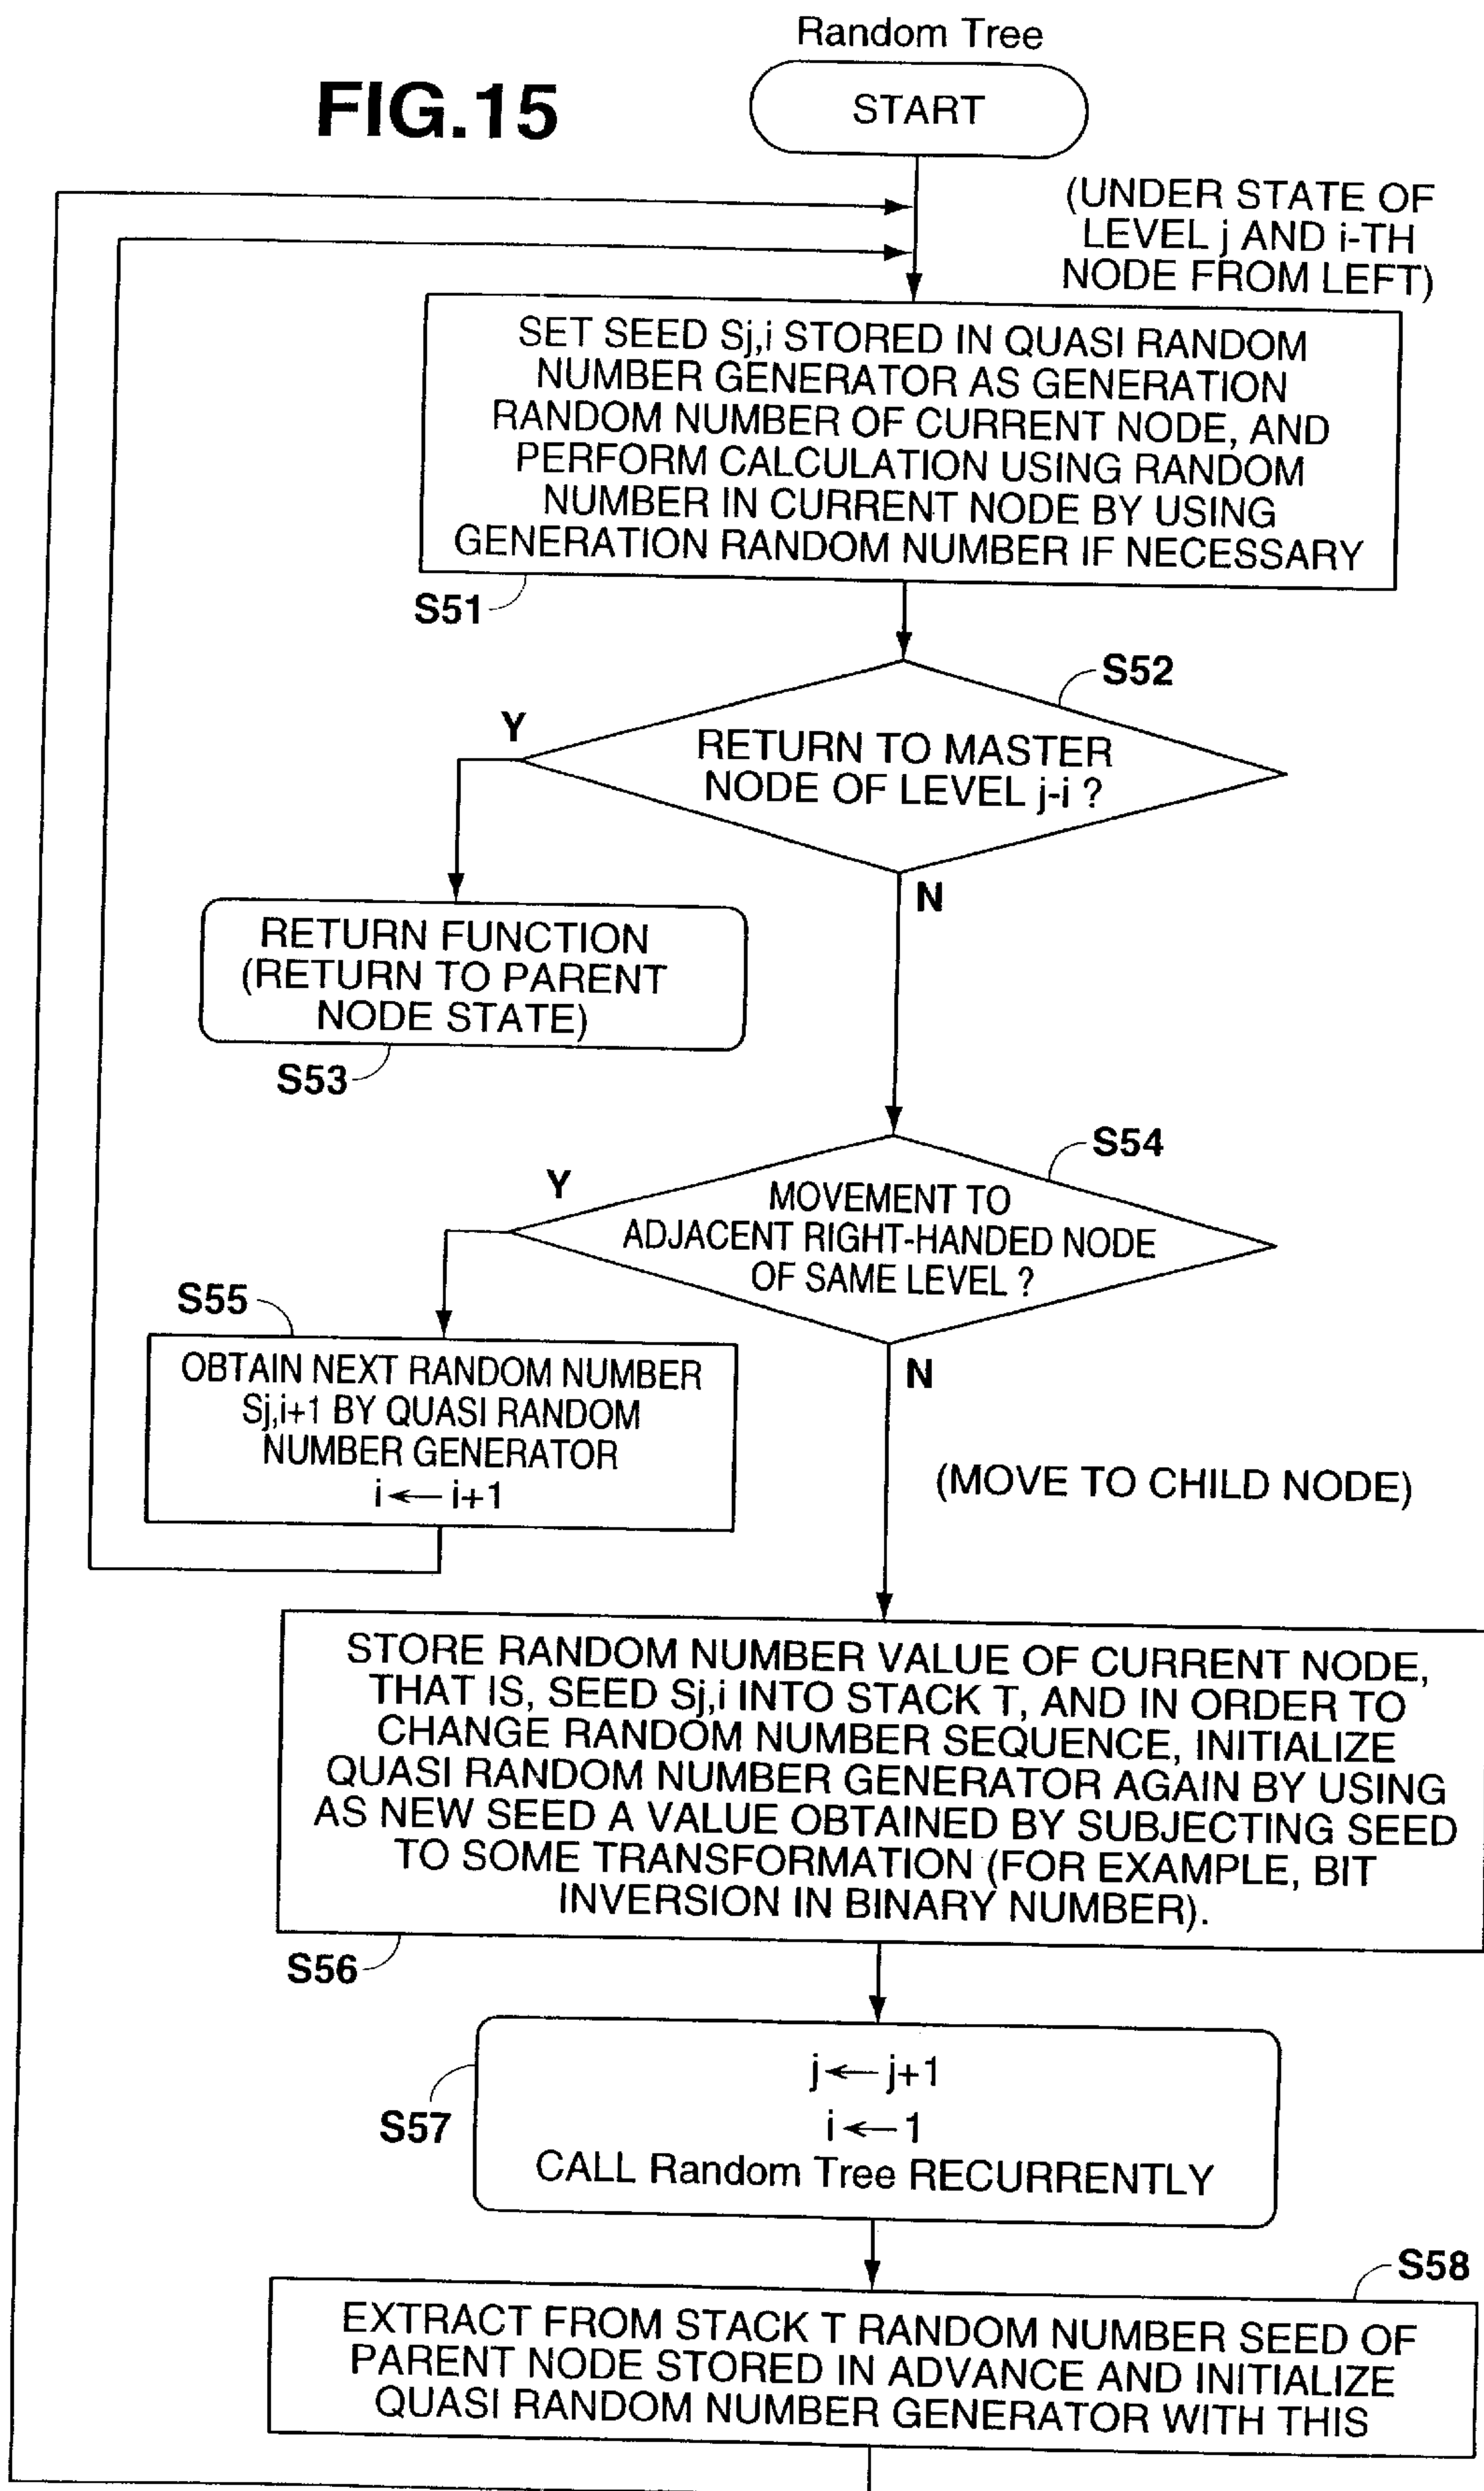 Random Tree
FIG.15
START
(UNDER STATE OF
LEVEL j AND i-TH
NODE FROM LEFT)
SET SEED Sj,i STORED IN QUASI RANDOM
NUMBER GENERATOR AS GENERATION
RANDOM NUMBER OF CURRENT NODE, AND
PERFORM CALCULATION USING RANDOM
NUMBER IN CURRENT NODE BY USING
GENERATION RANDOM NUMBER IF NECESSARY
S51
S52
Y
RETURN TO MASTER
NODE OF LEVEL j-i ?
N
RETURN FUNCTION
(RETURN TO PARENT
NODE STATE)
S53
S54
Y
MOVEMENT TO
ADJACENT RIGHT-HANDED NODE
OF SAME LEVEL ?
N
S55
OBTAIN NEXT RANDOM NUMBER
Sj,i+1 BY QUASI RANDOM
NUMBER GENERATOR
i ← i+1
(MOVE TO CHILD NODE)
STORE RANDOM NUMBER VALUE OF CURRENT NODE,
THAT IS, SEED Sj,i INTO STACK T, AND IN ORDER TO
CHANGE RANDOM NUMBER SEQUENCE, INITIALIZE
QUASI RANDOM NUMBER GENERATOR AGAIN BY USING
AS NEW SEED A VALUE OBTAINED BY SUBJECTING SEED
TO SOME TRANSFORMATION (FOR EXAMPLE, BIT
INVERSION IN BINARY NUMBER).
S56
j ← j+1
i ← 1
CALL Random Tree RECURRENTLY
S57
S58
EXTRACT FROM STACK T RANDOM NUMBER SEED OF
PARENT NODE STORED IN ADVANCE AND INITIALIZE
QUASI RANDOM NUMBER GENERATOR WITH THIS